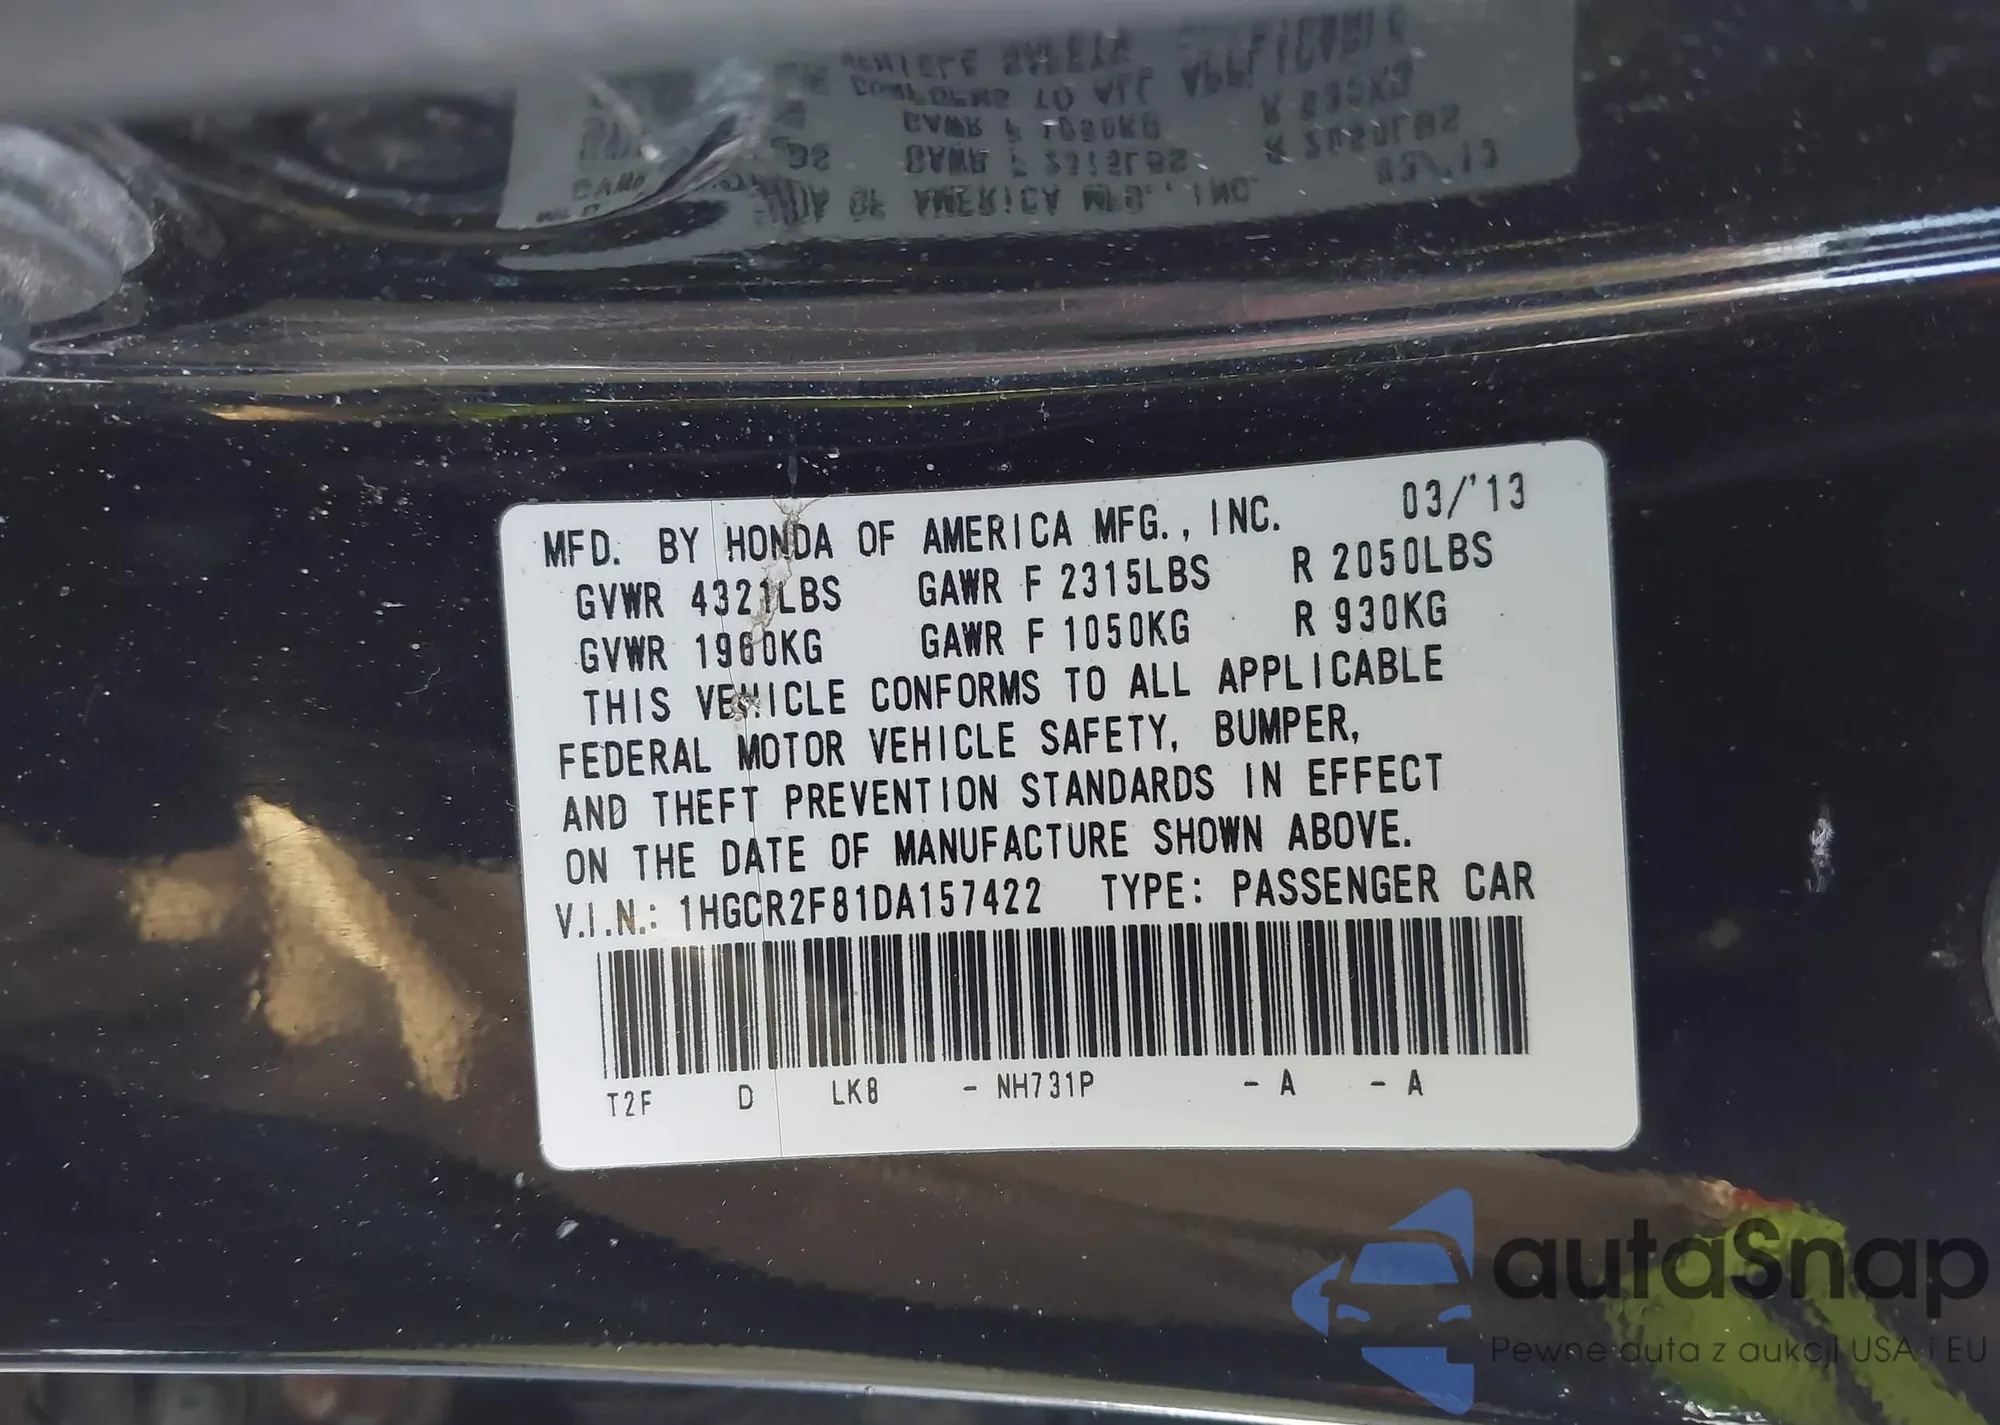 MFD. BY HONDA OF AMERICA MFG., INC. 03/'13
GVWR 4321LBS GAWR F 2315LBS R 2050LBS
GVWR 1960KG GAWR F 1050KG R 930KG
THIS VEHICLE CONFORMS TO ALL APPLICABLE
FEDERAL MOTOR VEHICLE SAFETY, BUMPER,
AND THEFT PREVENTION STANDARDS IN EFFECT
ON THE DATE OF MANUFACTURE SHOWN ABOVE.
V.I.N.: 1HGCR2F81DA157422 TYPE: PASSENGER CAR
T2F D LK8 - NH731P - A - A
autaSnap
Pewne auta z aukcji USA i EU